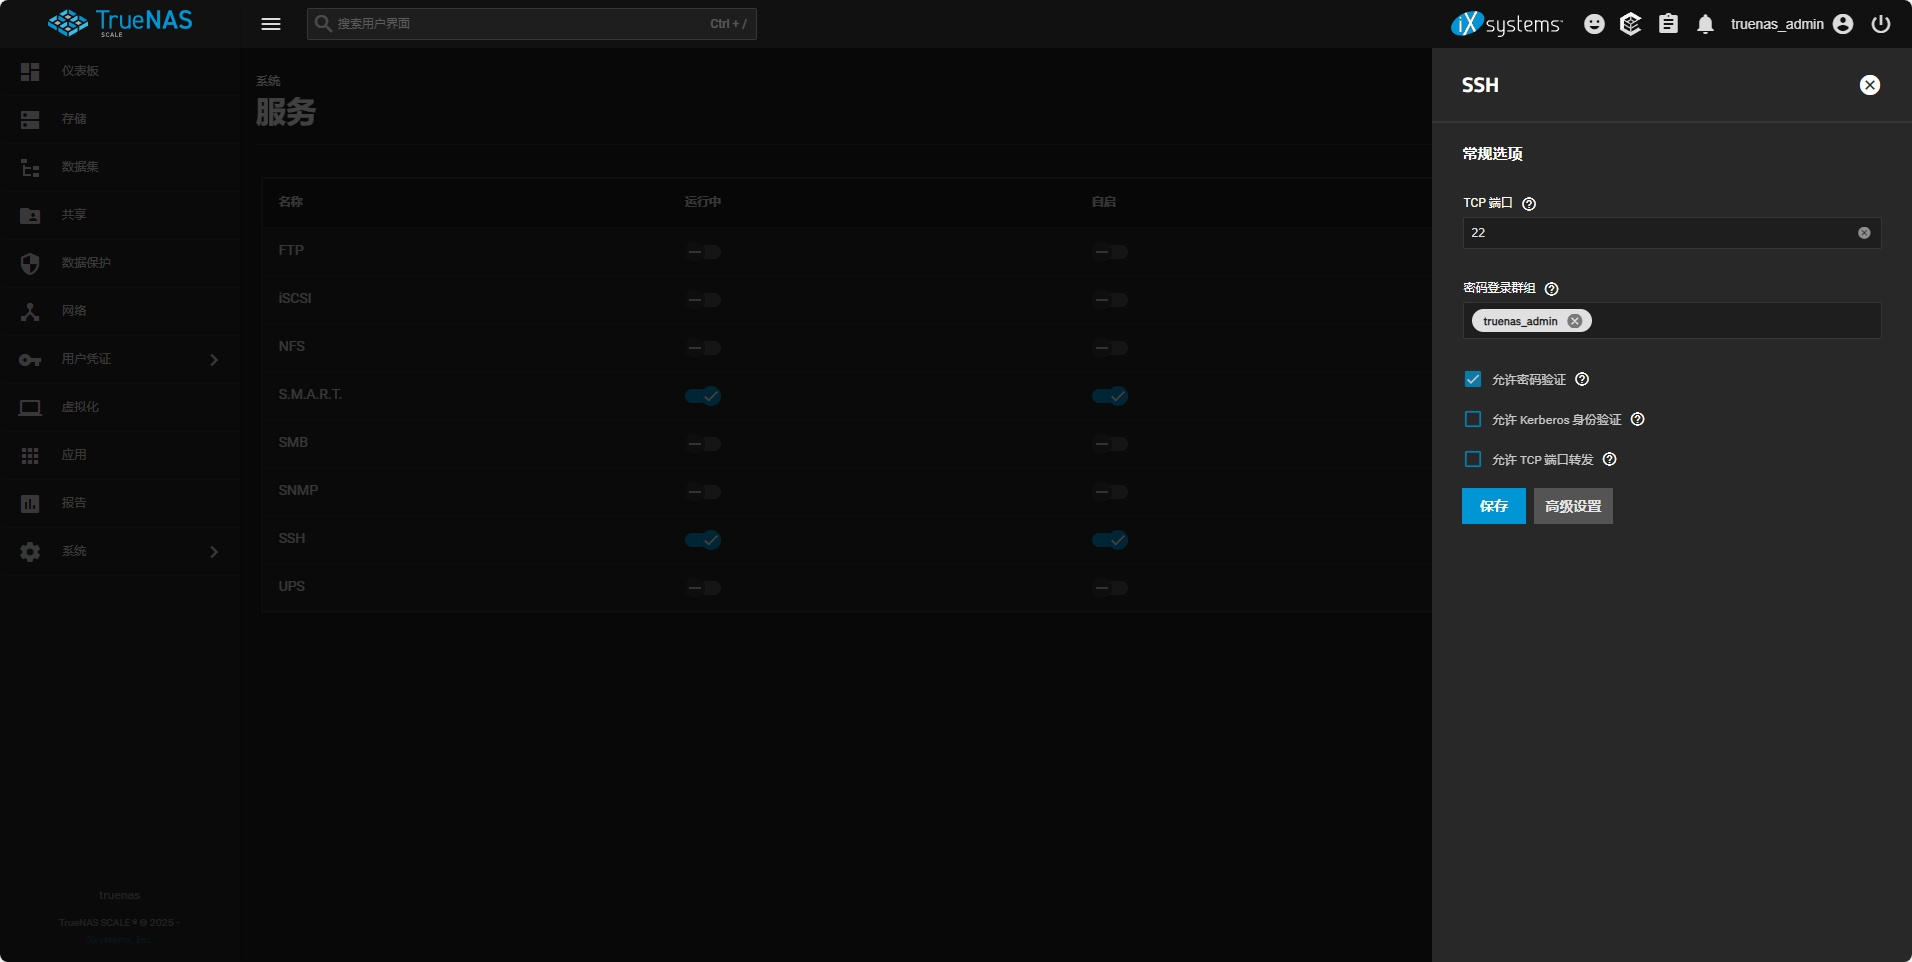 TrueNAS
SCALE
搜索用户界面
Ctrl + /
iXsystems
truenas_admin
仪表板
存储
数据集
共享
数据保护
网络
用户凭证
虚拟化
应用
报告
系统
truenas
TrueNAS SCALE ® © 2025 -
iXsystems, Inc.
系统
服务
名称 运行中 自启
FTP
iSCSI
NFS
S.M.A.R.T.
SMB
SNMP
SSH
UPS
SSH
常规选项
TCP 端口
22
密码登录群组
truenas_admin
允许密码验证
允许 Kerberos 身份验证
允许 TCP 端口转发
保存 高级设置